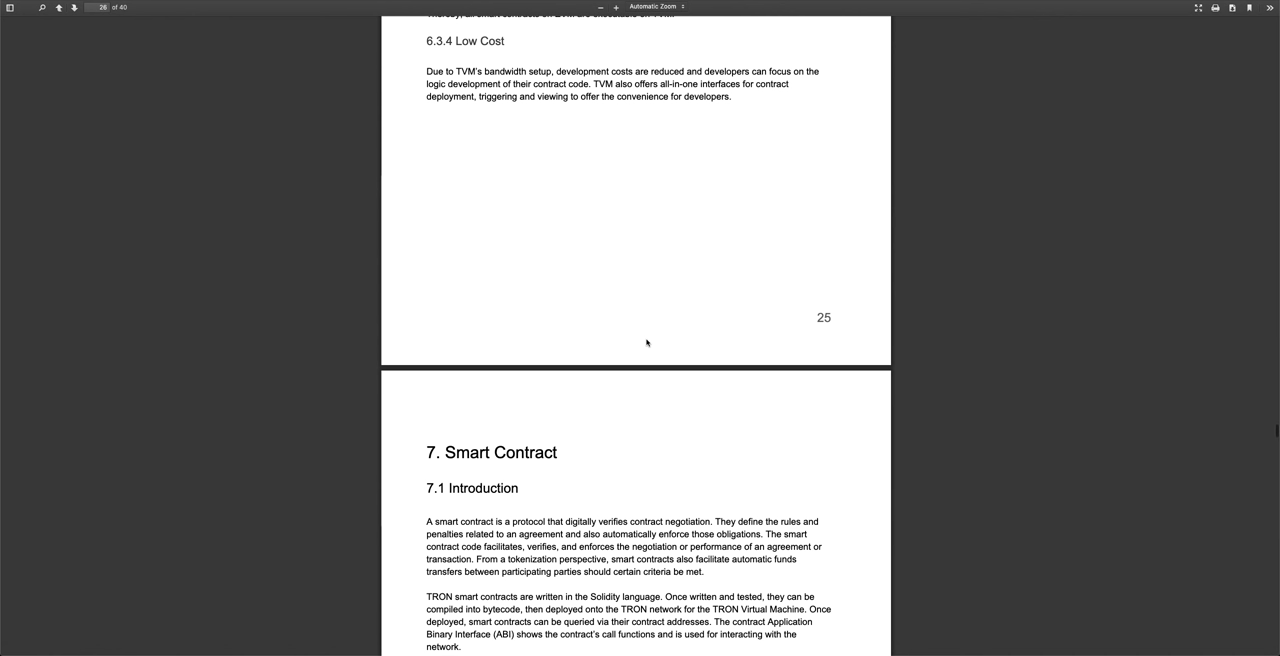 26 of 40
Automatic Zoom
6.3.4 Low Cost
Due to TVM's bandwidth setup, development costs are reduced and developers can focus on the
logic development of their contract code. TVM also offers all-in-one interfaces for contract
deployment, triggering and viewing to offer the convenience for developers.
25
7. Smart Contract
7.1 Introduction
A smart contract is a protocol that digitally verifies contract negotiation. They define the rules and
penalties related to an agreement and also automatically enforce those obligations. The smart
contract code facilitates, verifies, and enforces the negotiation or performance of an agreement or
transaction. From a tokenization perspective, smart contracts also facilitate automatic funds
transfers between participating parties should certain criteria be met.
TRON smart contracts are written in the Solidity language. Once written and tested, they can be
compiled into bytecode, then deployed onto the TRON network for the TRON Virtual Machine. Once
deployed, smart contracts can be queried via their contract addresses. The contract Application
Binary Interface (ABI) shows the contract's call functions and is used for interacting with the
network.